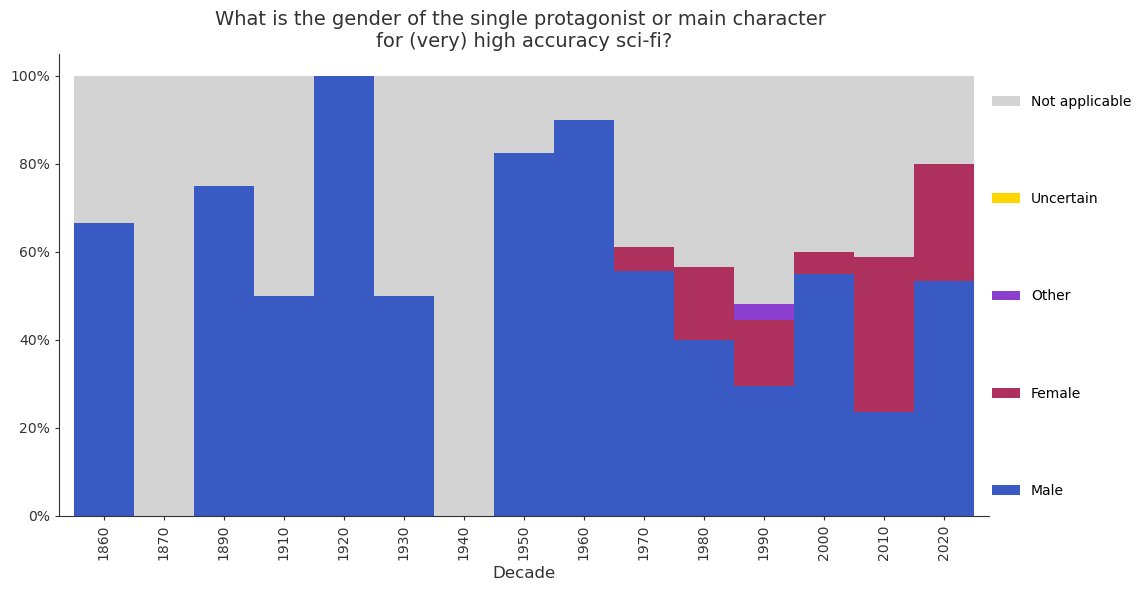 What is the gender of the single protagonist or main character
for (very) high accuracy sci-fi?
100%
80%
60%
40%
20%
0%
1860
1870
1890
1910
1920
1930
1940
1950
1960
1970
1980
1990
2000
2010
2020
Decade
Not applicable
Uncertain
Other
Female
Male